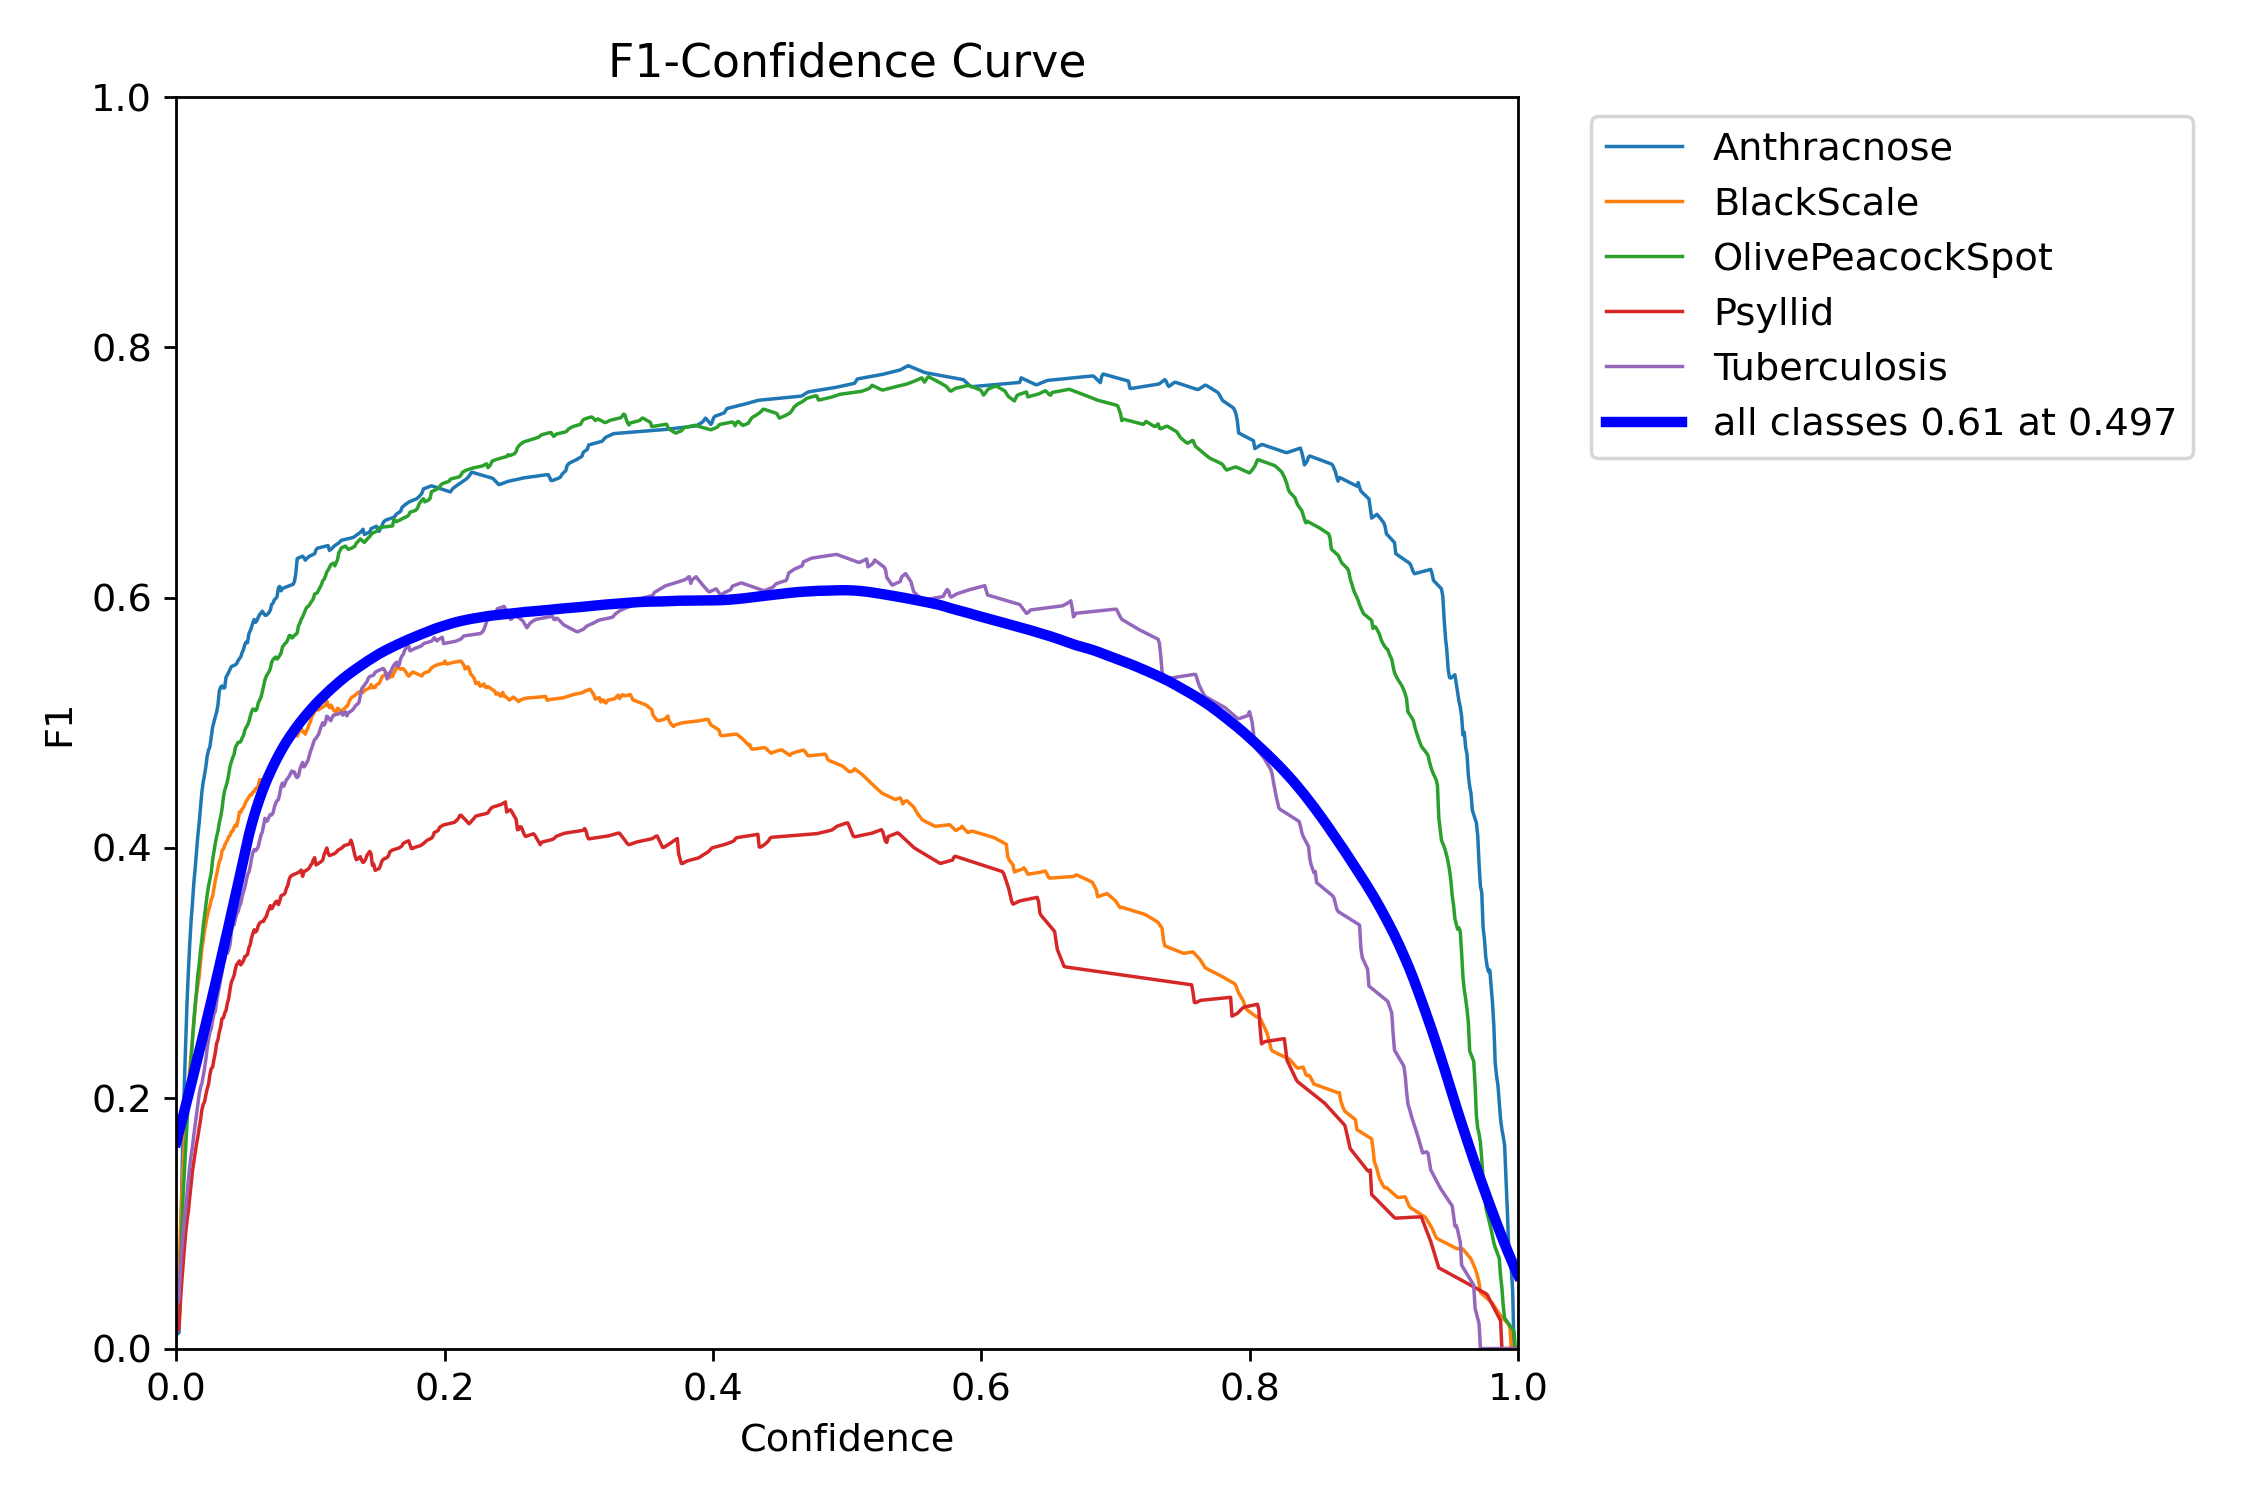 F1-Confidence Curve
1.0
0.8
0.6
0.4
0.2
0.0
F1
0.0 0.2 0.4 0.6 0.8 1.0
Confidence
Anthracnose
BlackScale
OlivePeacockSpot
Psyllid
Tuberculosis
all classes 0.61 at 0.497